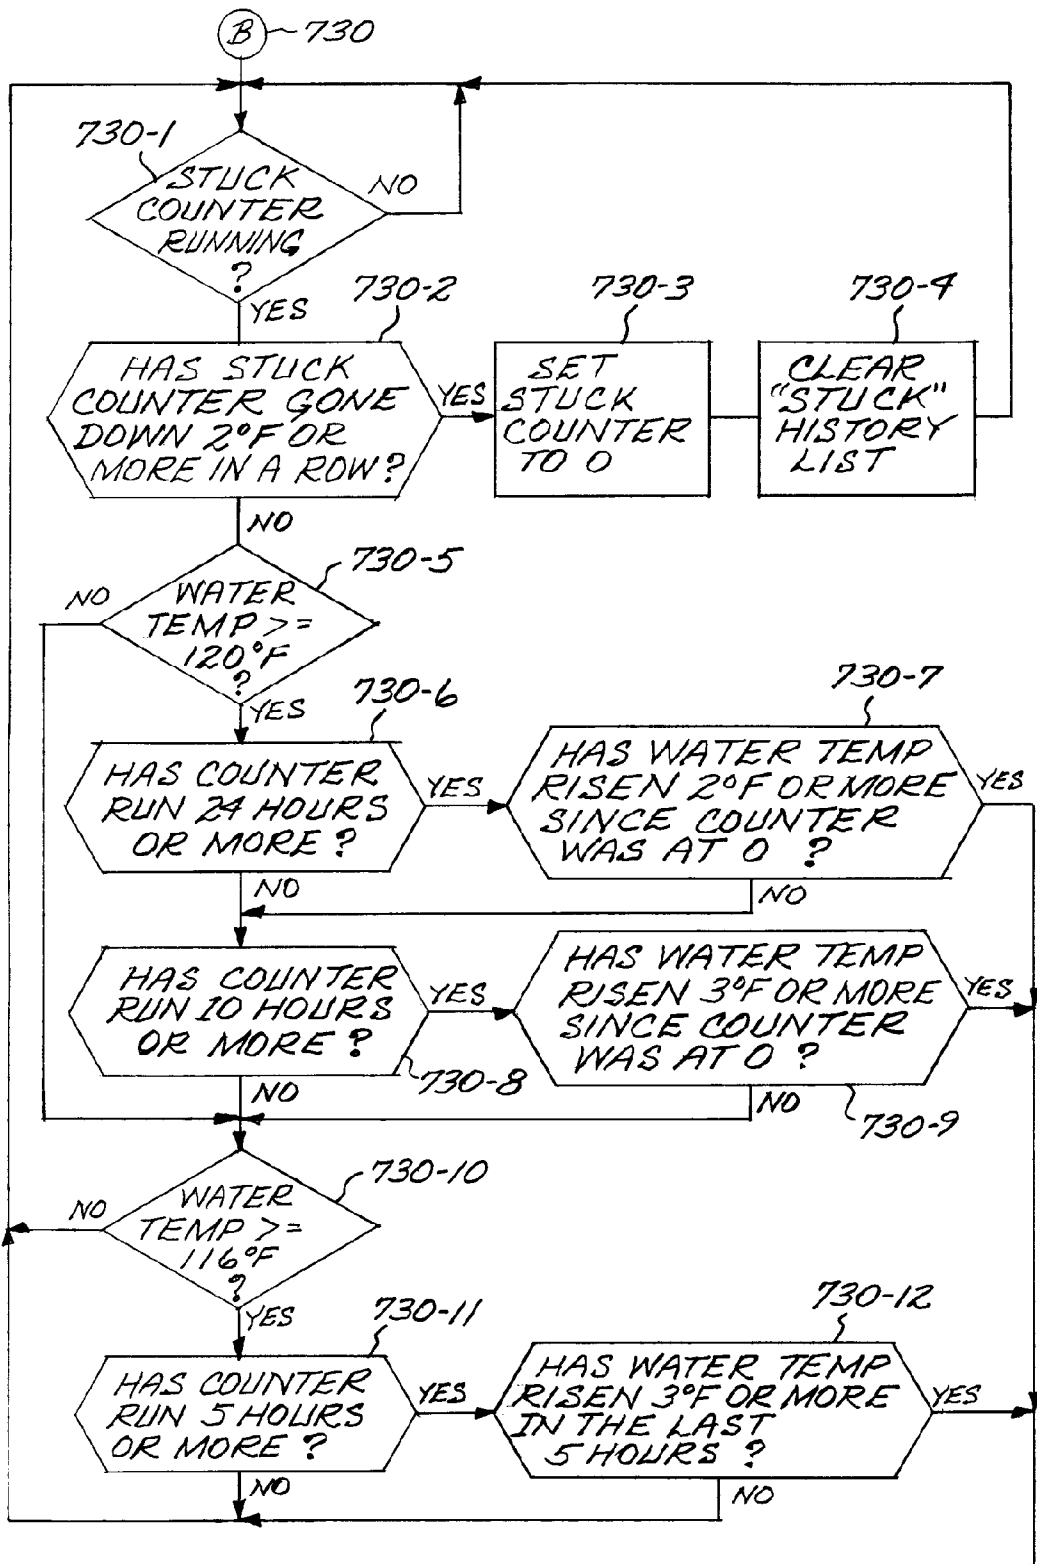 B 730
730-1
STUCK
COUNTER
RUNNING
?
NO
YES
730-2
HAS STUCK
COUNTER GONE
DOWN 2°F OR
MORE IN A ROW?
YES
730-3
SET
STUCK
COUNTER
TO 0
730-4
CLEAR
"STUCK"
HISTORY
LIST
NO
730-5
NO
WATER
TEMP >=
120°F
?
YES
730-6
HAS COUNTER
RUN 24 HOURS
OR MORE ?
YES
730-7
HAS WATER TEMP
RISEN 2°F OR MORE
SINCE COUNTER
WAS AT 0 ?
YES
NO
NO
HAS COUNTER
RUN 10 HOURS
OR MORE ?
YES
730-8
HAS WATER TEMP
RISEN 3°F OR MORE
SINCE COUNTER
WAS AT 0 ?
YES
730-9
NO
NO
730-10
NO
WATER
TEMP >=
116°F
?
YES
730-11
HAS COUNTER
RUN 5 HOURS
OR MORE ?
YES
730-12
HAS WATER TEMP
RISEN 3°F OR MORE
IN THE LAST
5 HOURS ?
YES
NO
NO